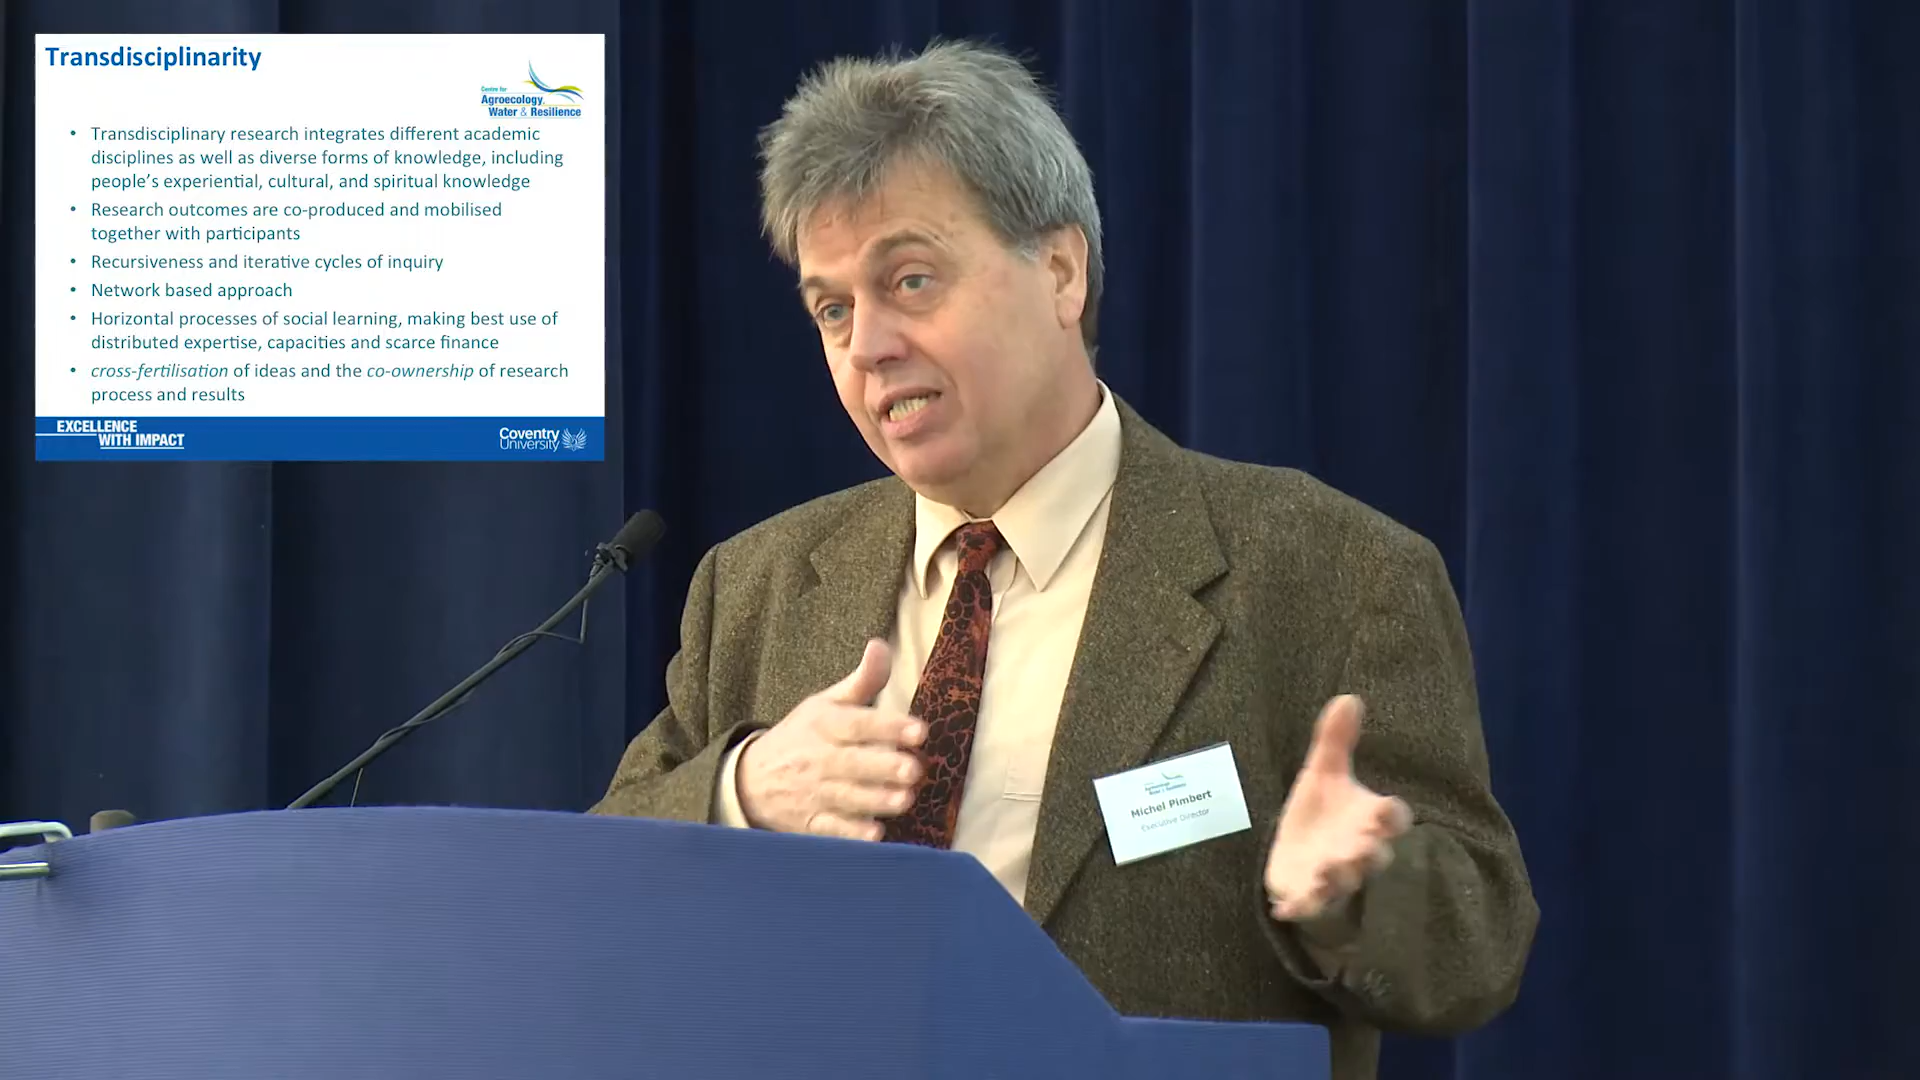 Transdisciplinarity
Centre for
Agroecology,
Water & Resilience
• Transdisciplinary research integrates different academic
disciplines as well as diverse forms of knowledge, including
people’s experiential, cultural, and spiritual knowledge
• Research outcomes are co-produced and mobilised
together with participants
• Recursiveness and iterative cycles of inquiry
• Network based approach
• Horizontal processes of social learning, making best use of
distributed expertise, capacities and scarce finance
• cross-fertilisation of ideas and the co-ownership of research
process and results
EXCELLENCE
WITH IMPACT
Coventry
University
Michel Pimbert
Executive Director